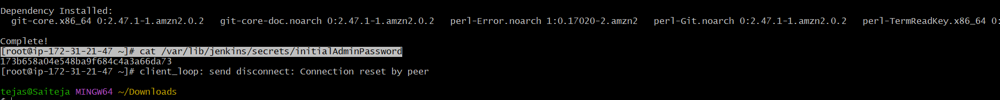 Dependency Installed:
  git-core.x86_64 0:2.47.1-1.amzn2.0.2   git-core-doc.noarch 0:2.47.1-1.amzn2.0.2   perl-Error.noarch 1:0.17020-2.amzn2   perl-Git.noarch 0:2.47.1-1.amzn2.0.2   perl-TermReadKey.x86_64 0:
Complete!
[root@ip-172-31-21-47 ~]# cat /var/lib/jenkins/secrets/initialAdminPassword
173b658a04e548ba9f684c4a3a66da73
[root@ip-172-31-21-47 ~]# client_loop: send disconnect: Connection reset by peer
tejas@Saiteja MINGW64 ~/Downloads
$